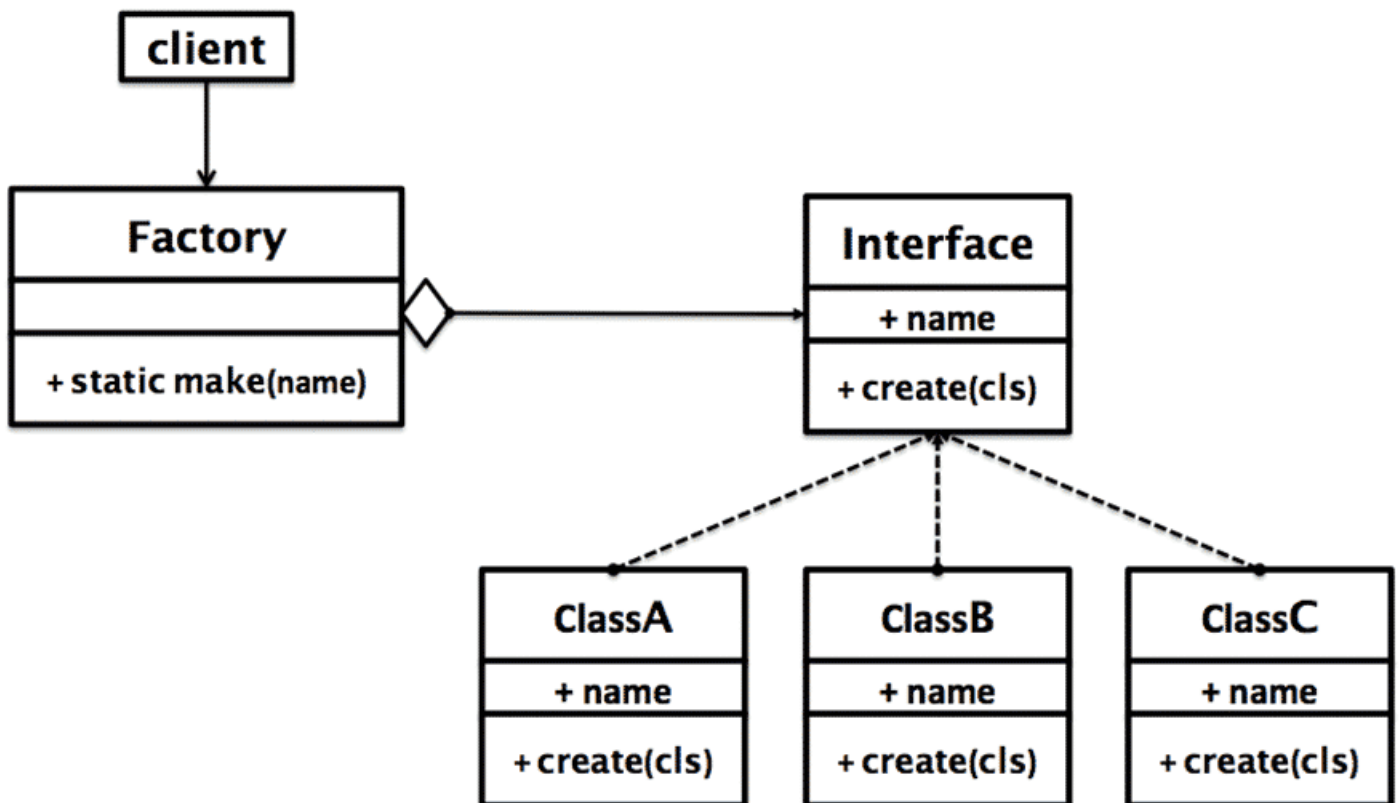 client
Factory
+ static make(name)
Interface
+ name
+ create(cls)
ClassA
+ name
+ create(cls)
ClassB
+ name
+ create(cls)
ClassC
+ name
+ create(cls)